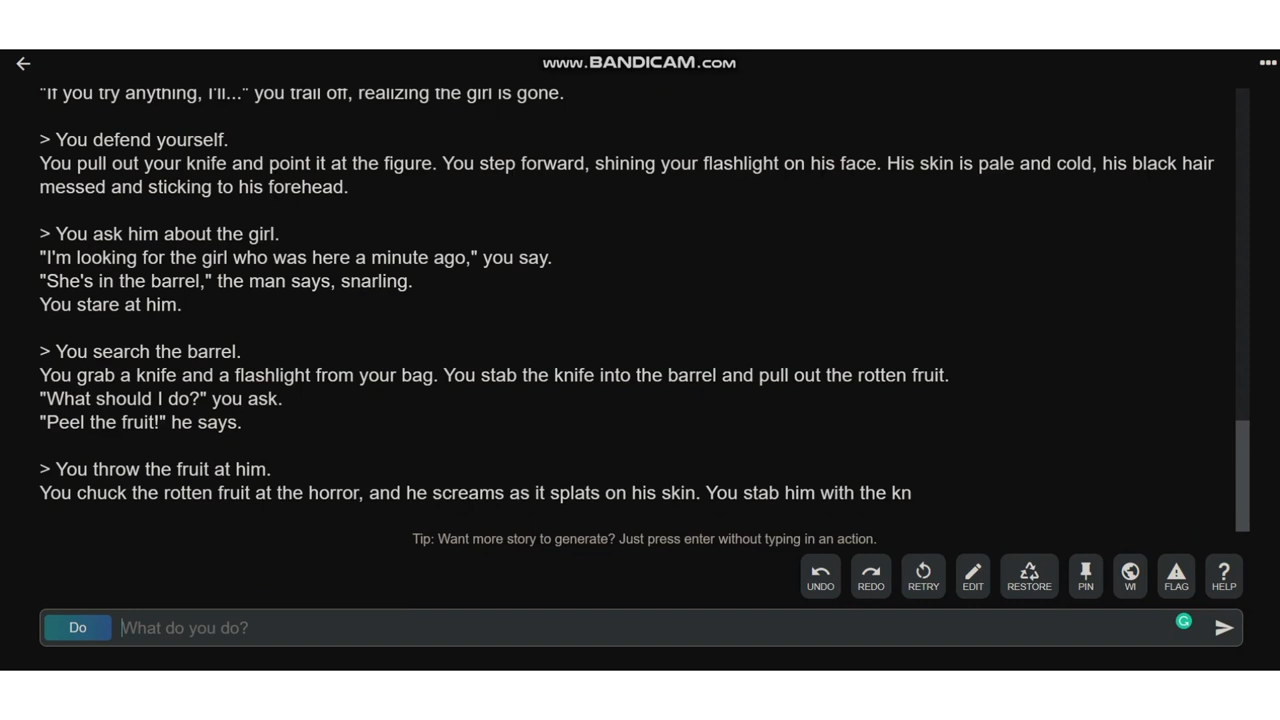 www.BANDICAM.com
"If you try anything, I'll..." you trail off, realizing the girl is gone.
> You defend yourself.
You pull out your knife and point it at the figure. You step forward, shining your flashlight on his face. His skin is pale and cold, his black hair
messed and sticking to his forehead.
> You ask him about the girl.
"I'm looking for the girl who was here a minute ago," you say.
"She's in the barrel," the man says, snarling.
You stare at him.
> You search the barrel.
You grab a knife and a flashlight from your bag. You stab the knife into the barrel and pull out the rotten fruit.
"What should I do?" you ask.
"Peel the fruit!" he says.
> You throw the fruit at him.
You chuck the rotten fruit at the horror, and he screams as it splats on his skin. You stab him with the kn
Tip: Want more story to generate? Just press enter without typing in an action.
UNDO REDO RETRY EDIT RESTORE PIN WI FLAG HELP
Do What do you do?